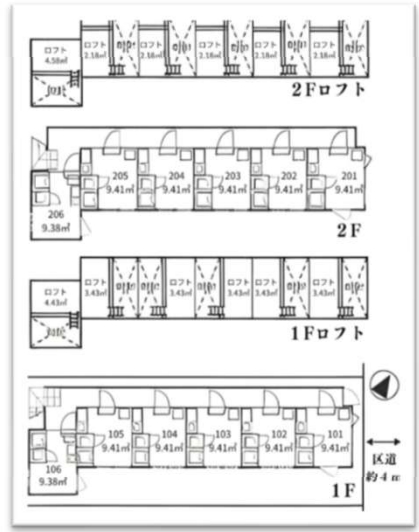 ロフト 4.58㎡
ロフト 2.18㎡
ロフト 2.18㎡
ロフト 2.18㎡
ロフト 2.18㎡
ロフト 2.18㎡
2Fロフト
205 9.41㎡
204 9.41㎡
203 9.41㎡
202 9.41㎡
201 9.41㎡
206 9.38㎡
2F
ロフト 4.43㎡
ロフト 3.43㎡
ロフト 3.43㎡
ロフト 3.43㎡
ロフト 3.43㎡
ロフト 3.43㎡
1Fロフト
105 9.41㎡
104 9.41㎡
103 9.41㎡
102 9.41㎡
101 9.41㎡
106 9.38㎡
1F
区道
約4m